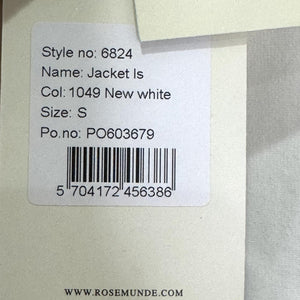 Style no: 6824
Name: Jacket ls
Col: 1049 New white
Size: S
Po.no: PO603679
5 704172 456386
WWW.ROSEMUNDE.COM